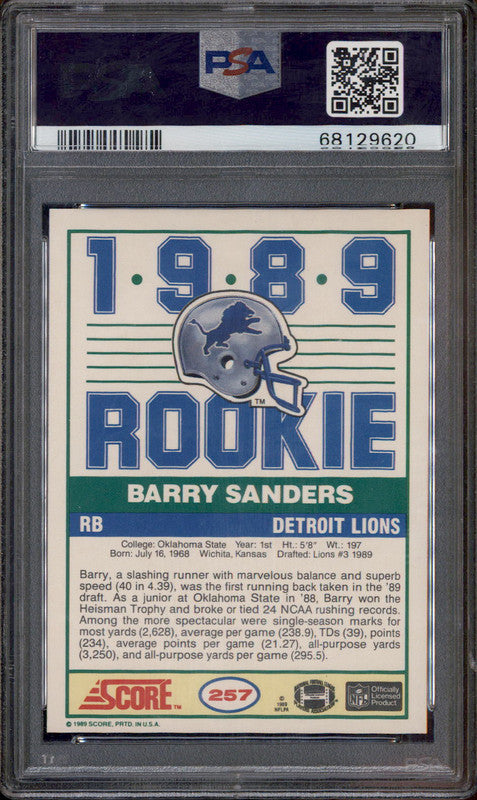 PSA
68129620
1·9·8·9
TM
ROOKIE
BARRY SANDERS
RB DETROIT LIONS
College: Oklahoma State Year: 1st Ht.: 5'8" Wt.: 197
Born: July 16, 1968 Wichita, Kansas Drafted: Lions #3 1989
Barry, a slashing runner with marvelous balance and superb
speed (40 in 4.39), was the first running back taken in the '89
draft. As a junior at Oklahoma State in '88, Barry won the
Heisman Trophy and broke or tied 24 NCAA rushing records.
Among the more spectacular were single-season marks for
most yards (2,628), average per game (238.9), TDs (39), points
(234), average points per game (21.27), all-purpose yards
(3,250), and all-purpose yards per game (295.5).
SCORE TM 257 © 1989 NFLPA NFL Officially Licensed Product
© 1989 SCORE, PRTD. IN U.S.A.